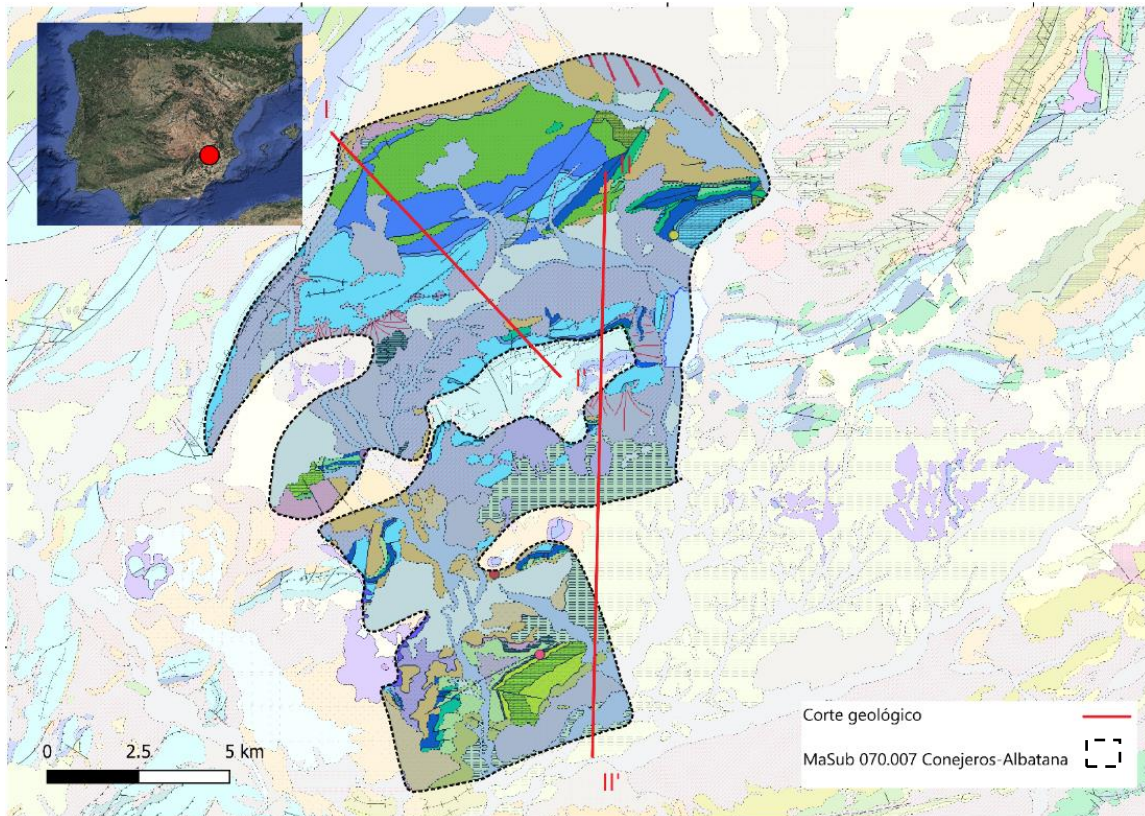 I
I
I'
II'
0 2.5 5 km
Corte geológico
MaSub 070.007 Conejeros-Albatana